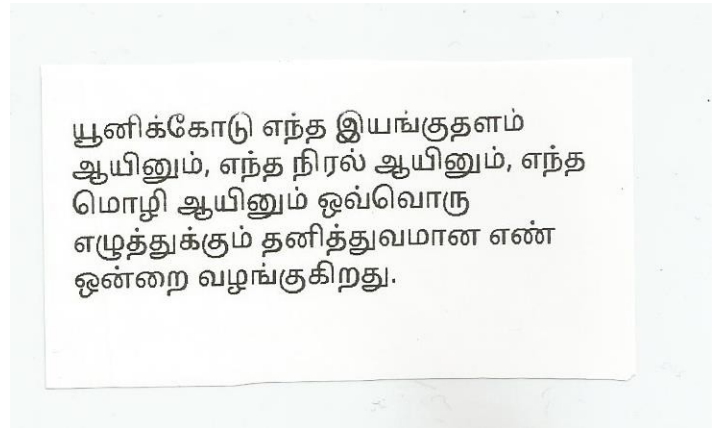 யூனிக்கோடு எந்த இயங்குதளம்
ஆயினும், எந்த நிரல் ஆயினும், எந்த
மொழி ஆயினும் ஒவ்வொரு
எழுத்துக்கும் தனித்துவமான எண்
ஒன்றை வழங்குகிறது.